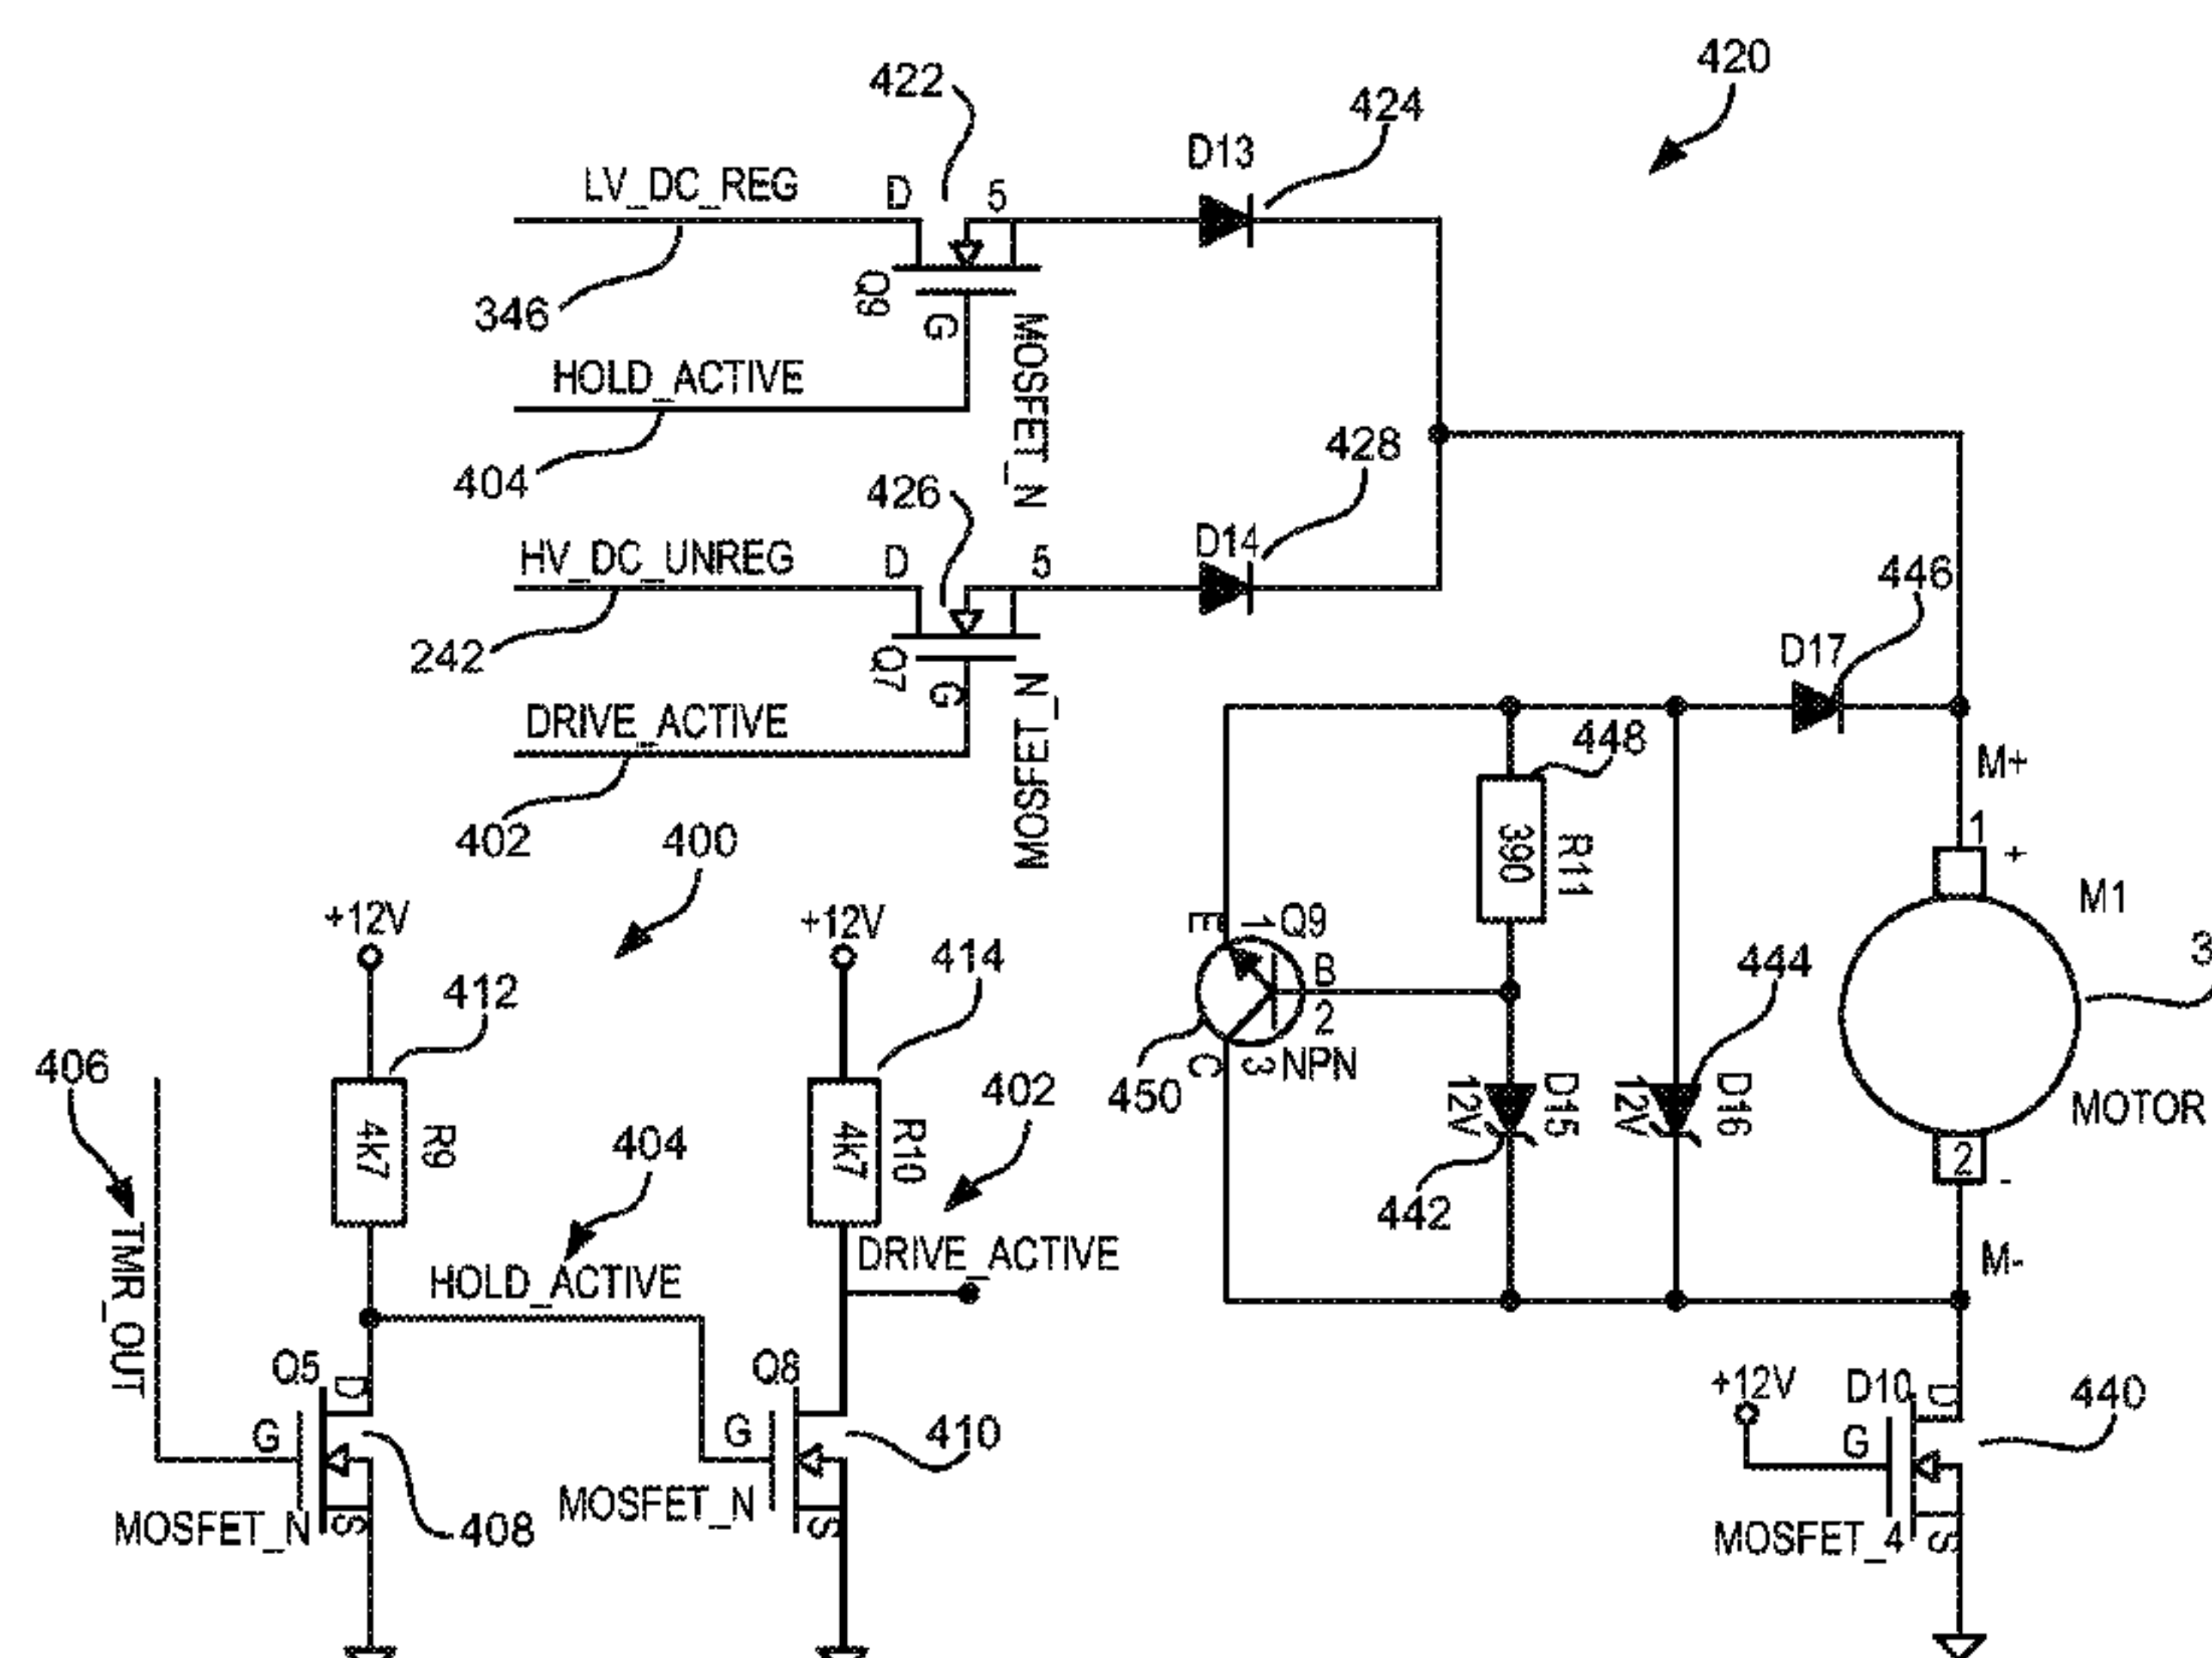 420
422
424
D13
LV_DC_REG
D
5
346
Q9
G
MOSFET_N
HOLD_ACTIVE
404
428
426
D14
HV_DC_UNREG
D
5
446
242
Q7
G
MOSFET_N_
D17
DRIVE_ACTIVE
448
M+
402
400
390
R11
1
+
M1
+12V
+12V
E
1
Q9
3
412
414
B
444
2
406
402
450
C
3
NPN
12V
D15
12V
D16
MOTOR
4k7
R9
404
4k7
R10
442
2
-
TMR_OUT
HOLD_ACTIVE
DRIVE_ACTIVE
M-
Q5
D
Q8
+12V
D10
D
440
G
G
410
G
MOSFET_N
S
408
MOSFET_N
S
MOSFET_4
S